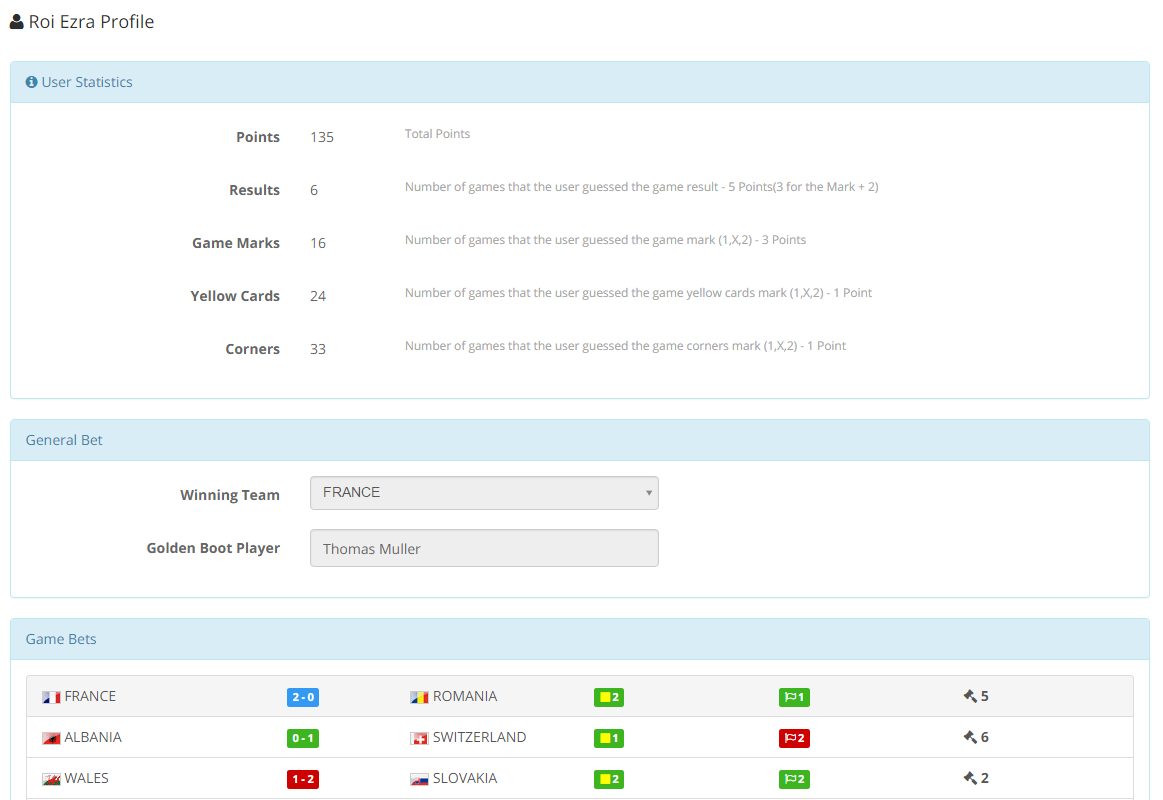 Roi Ezra Profile
User Statistics
Points 135 Total Points
Results 6 Number of games that the user guessed the game result - 5 Points(3 for the Mark + 2)
Game Marks 16 Number of games that the user guessed the game mark (1,X,2) - 3 Points
Yellow Cards 24 Number of games that the user guessed the game yellow cards mark (1,X,2) - 1 Point
Corners 33 Number of games that the user guessed the game corners mark (1,X,2) - 1 Point
General Bet
Winning Team FRANCE
Golden Boot Player Thomas Muller
Game Bets
FRANCE 2 - 0 ROMANIA 2 1 5
ALBANIA 0 - 1 SWITZERLAND 1 2 6
WALES 1 - 2 SLOVAKIA 2 2 2